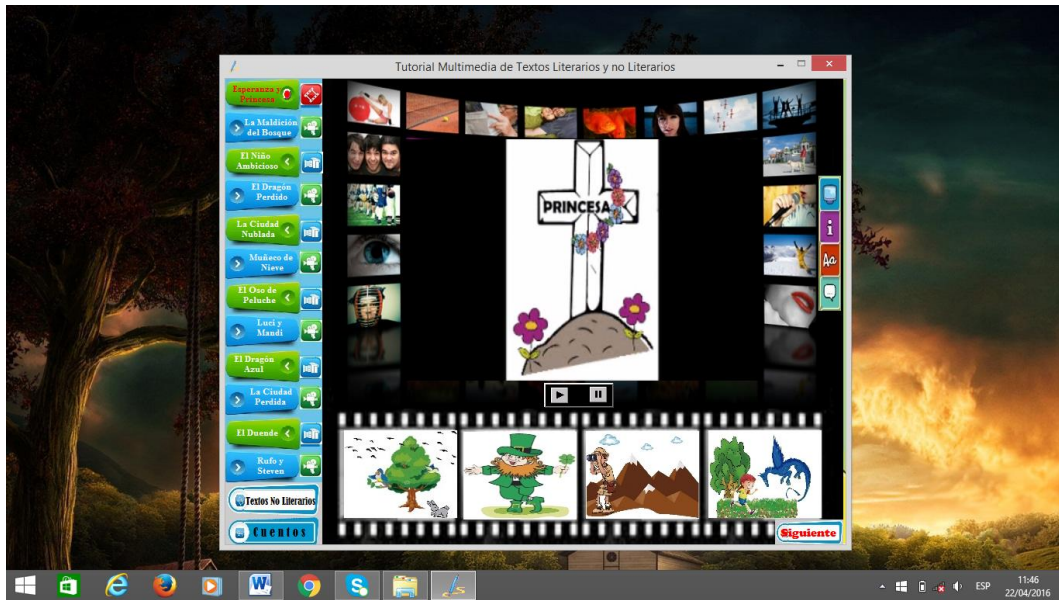 Tutorial Multimedia de Textos Literarios y no Literarios
Esperanza y
Princesa
La Maldición
del Bosque
El Niño
Ambicioso
El Dragón
Perdido
La Ciudad
Nublada
Muñeco de
Nieve
El Oso de
Peluche
Luci y
Mandi
El Dragón
Azul
La Ciudad
Perdida
El Duende
Rufo y
Steven
Textos No Literarios
Cuentos
PRINCESA
i
Aa
Siguiente
ESP
11:46
22/04/2016